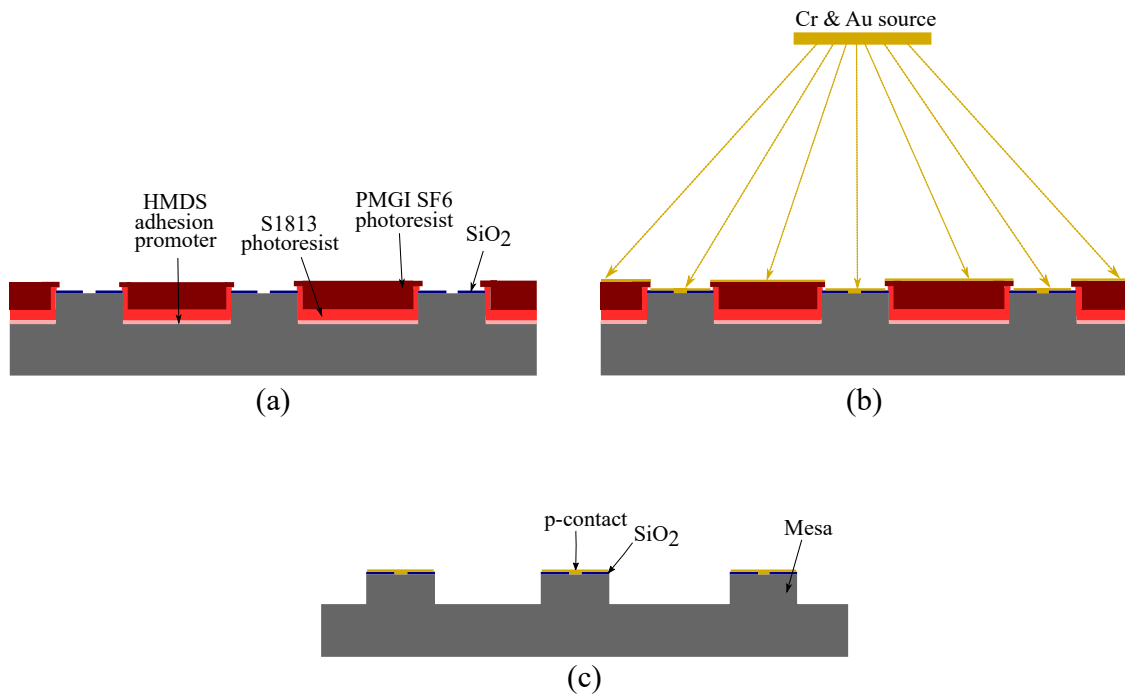 Cr & Au source
HMDS
adhesion
promoter
S1813
photoresist
PMGI SF6
photoresist
SiO2
(a)
(b)
p-contact
SiO2
Mesa
(c)